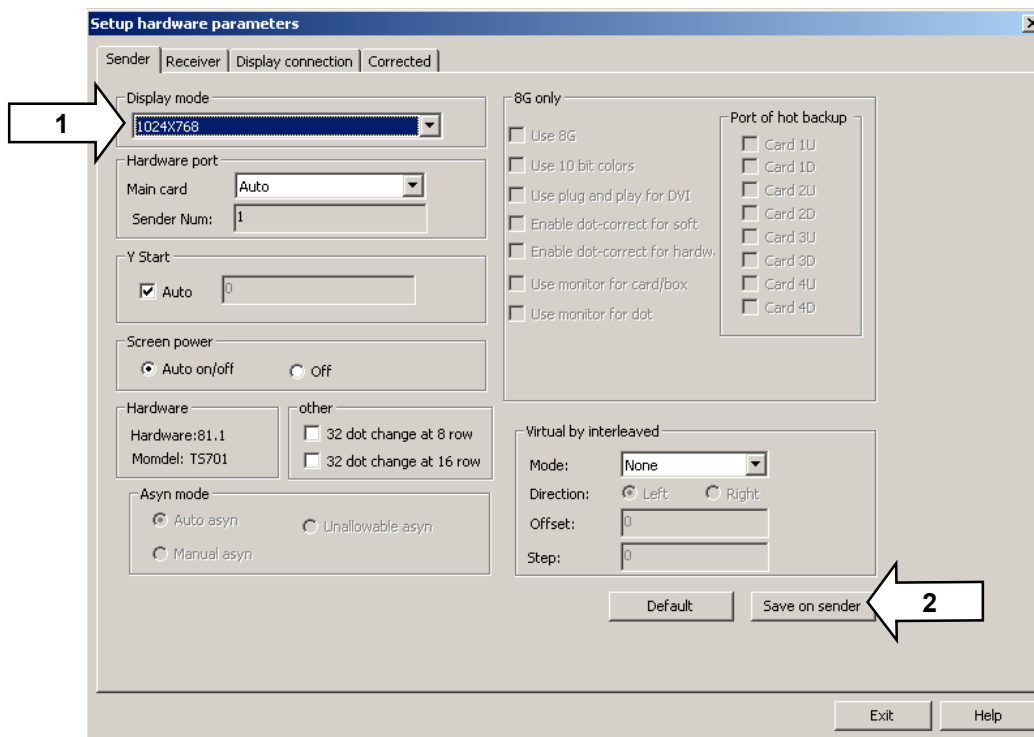 Setup hardware parameters
Sender Receiver Display connection Corrected
Display mode
1
1024X768
Hardware port
Main card Auto
Sender Num: 1
Y Start
Auto 0
Screen power
Auto on/off Off
Hardware
Hardware:81.1
Momdel: TS701
other
32 dot change at 8 row
32 dot change at 16 row
Asyn mode
Auto asyn Unallowable asyn
Manual asyn
8G only
Use 8G
Use 10 bit colors
Use plug and play for DVI
Enable dot-correct for soft
Enable dot-correct for hardw.
Use monitor for card/box
Use monitor for dot
Port of hot backup
Card 1U
Card 1D
Card 2U
Card 2D
Card 3U
Card 3D
Card 4U
Card 4D
Virtual by interleaved
Mode: None
Direction: Left Right
Offset: 0
Step: 0
Default Save on sender
2
Exit Help